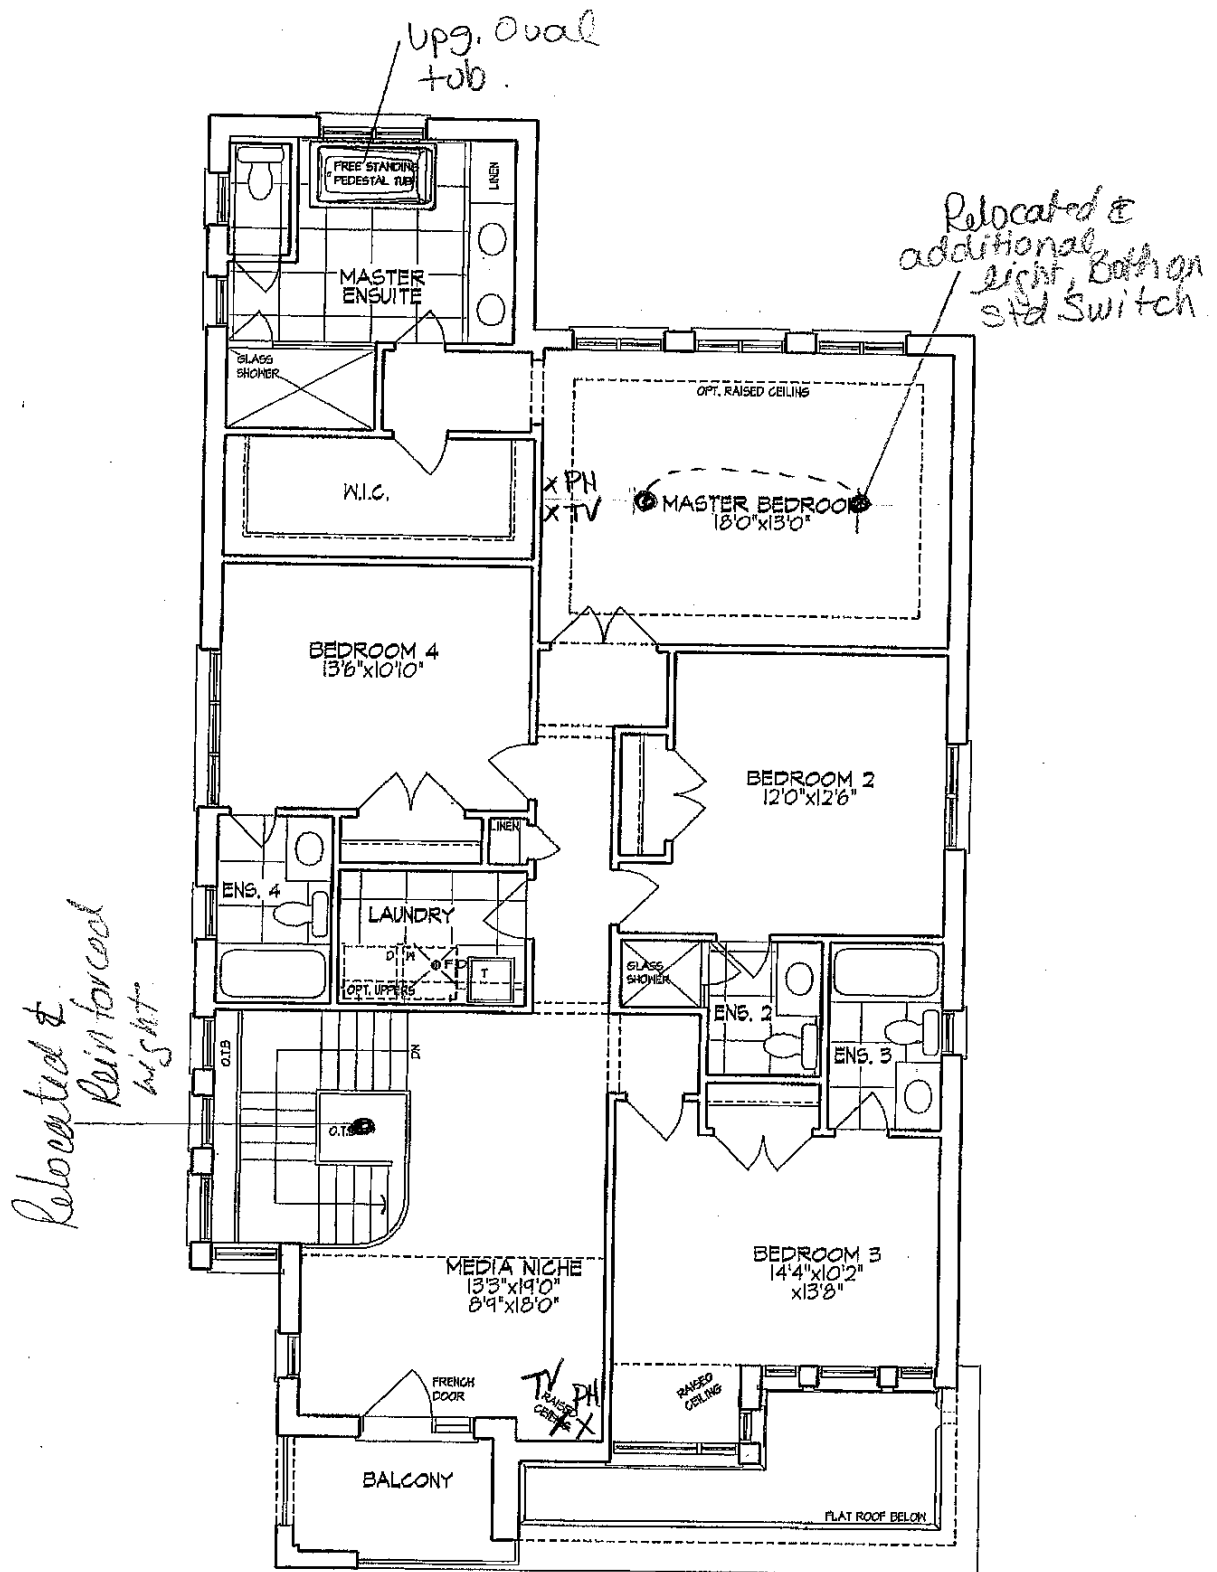 Upg. Oval
tub.
FREE STANDING
PEDESTAL TUB
LINEN
MASTER
ENSUITE
Relocated &
additional
light, Both on
std Switch
GLASS
SHOWER
OPT. RAISED CEILING
W.I.C.
X PH
X TV
MASTER BEDROOM
18'0"x13'0"
BEDROOM 4
13'6"x10'10"
BEDROOM 2
12'0"x12'6"
LINEN
ENS. 4
LAUNDRY
D W
F D
T
OPT. UPPERS
GLASS
SHOWER
ENS. 2
ENS. 3
Relocated &
Reinforced
Light
O.T.B
DN
O.T.B
MEDIA NICHE
13'3"x19'0"
8'9"x18'0"
BEDROOM 3
14'4"x10'2"
x13'8"
FRENCH
DOOR
TV
PH
RAISED
CEILING
X X
RAISED
CEILING
BALCONY
FLAT ROOF BELOW